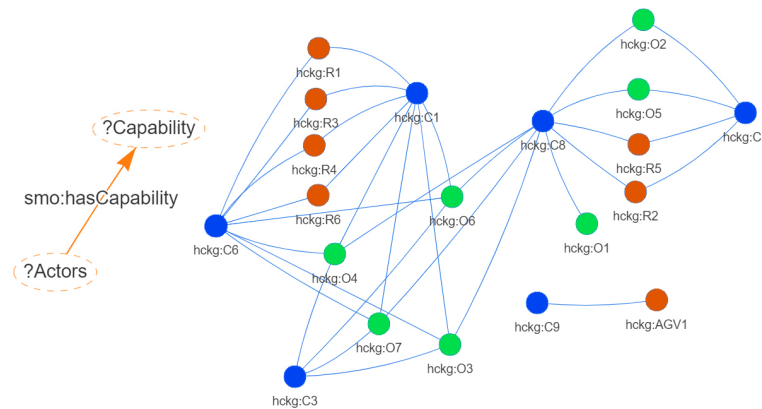 ?Capability
smo:hasCapability
?Actors
hckg:R1
hckg:R3
hckg:R4
hckg:R6
hckg:C1
hckg:C6
hckg:O6
hckg:O4
hckg:O7
hckg:O3
hckg:C3
hckg:O2
hckg:O5
hckg:C8
hckg:R5
hckg:R2
hckg:C
hckg:O1
hckg:C9
hckg:AGV1